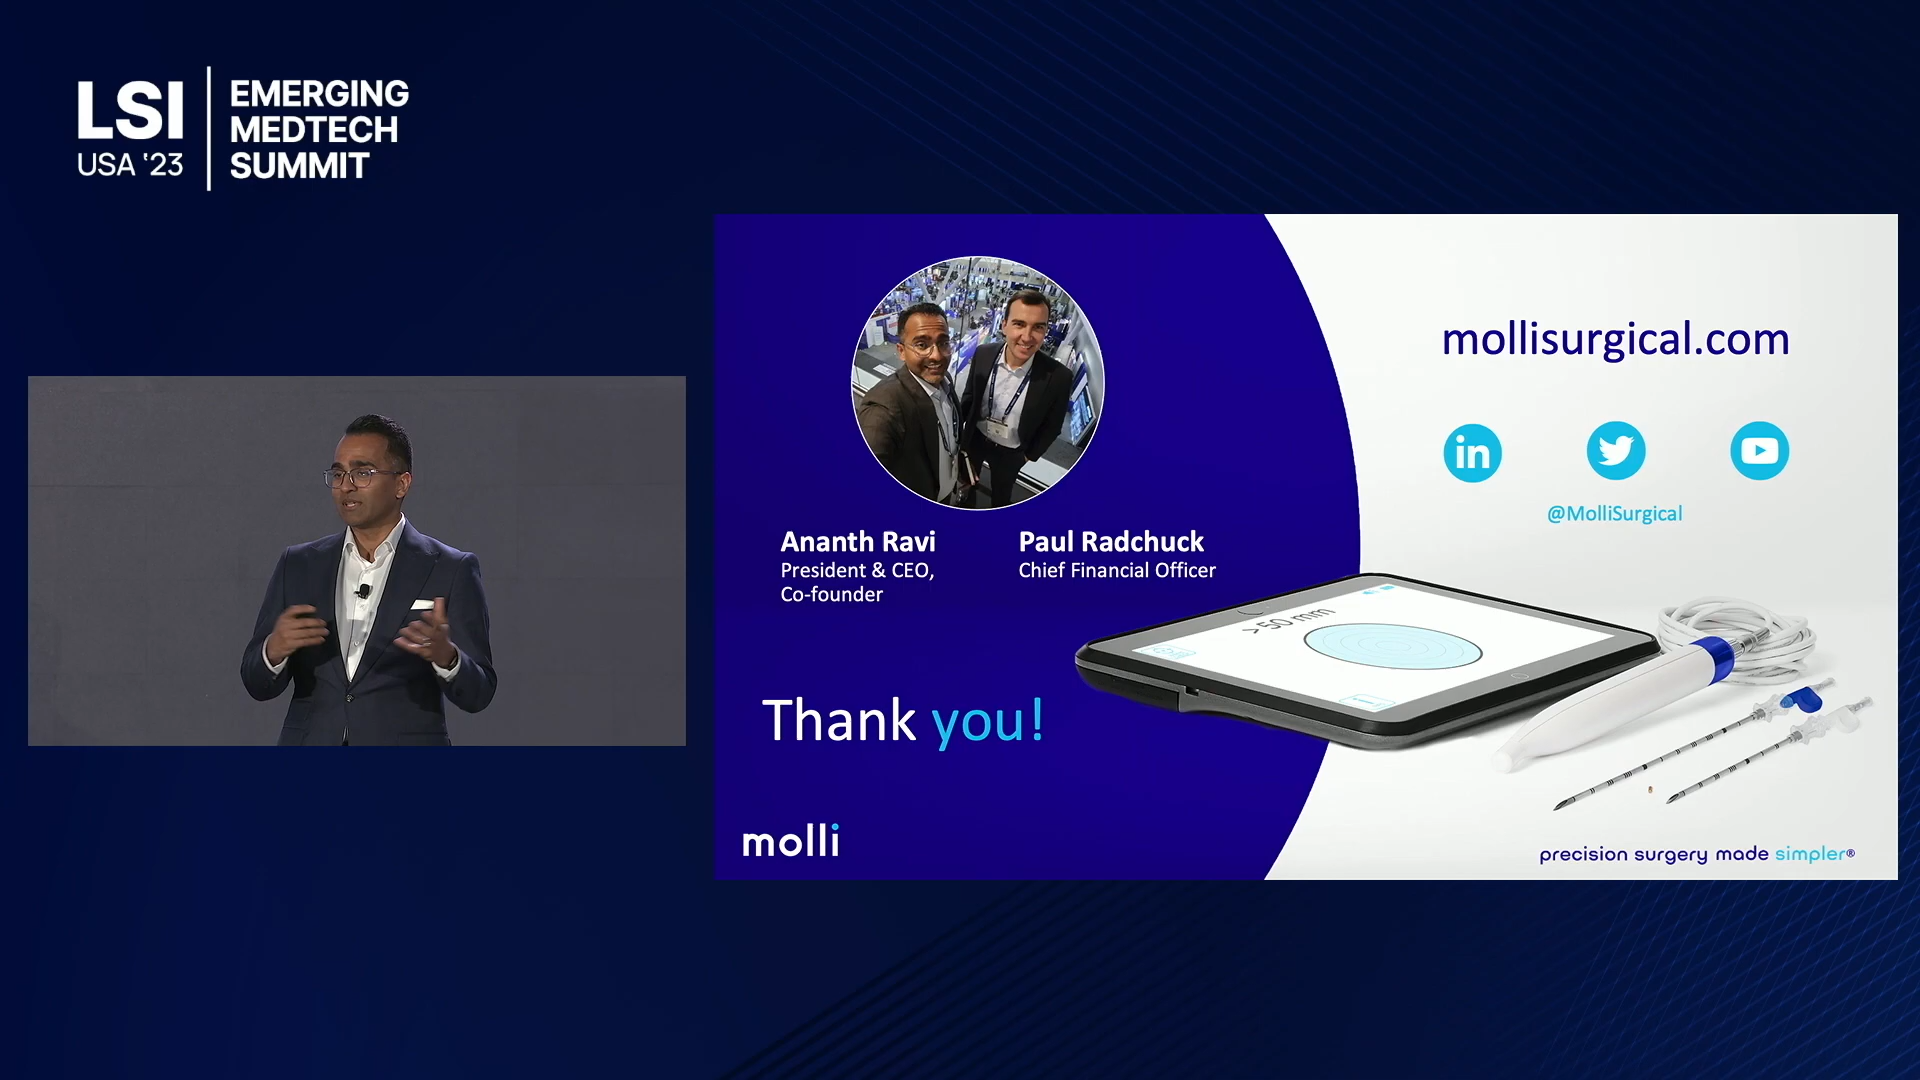 LSI
USA '23
EMERGING
MEDTECH
SUMMIT
mollisurgical.com
in
@MolliSurgical
Ananth Ravi
President & CEO,
Co-founder
Paul Radchuck
Chief Financial Officer
> 50 mm
Thank you!
molli
precision surgery made simpler®